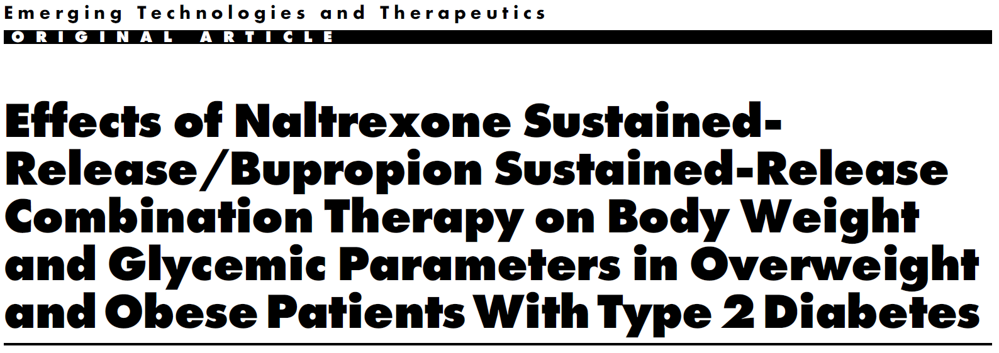 Emerging Technologies and Therapeutics
ORIGINAL ARTICLE
Effects of Naltrexone Sustained-
Release/Bupropion Sustained-Release
Combination Therapy on Body Weight
and Glycemic Parameters in Overweight
and Obese Patients With Type 2 Diabetes